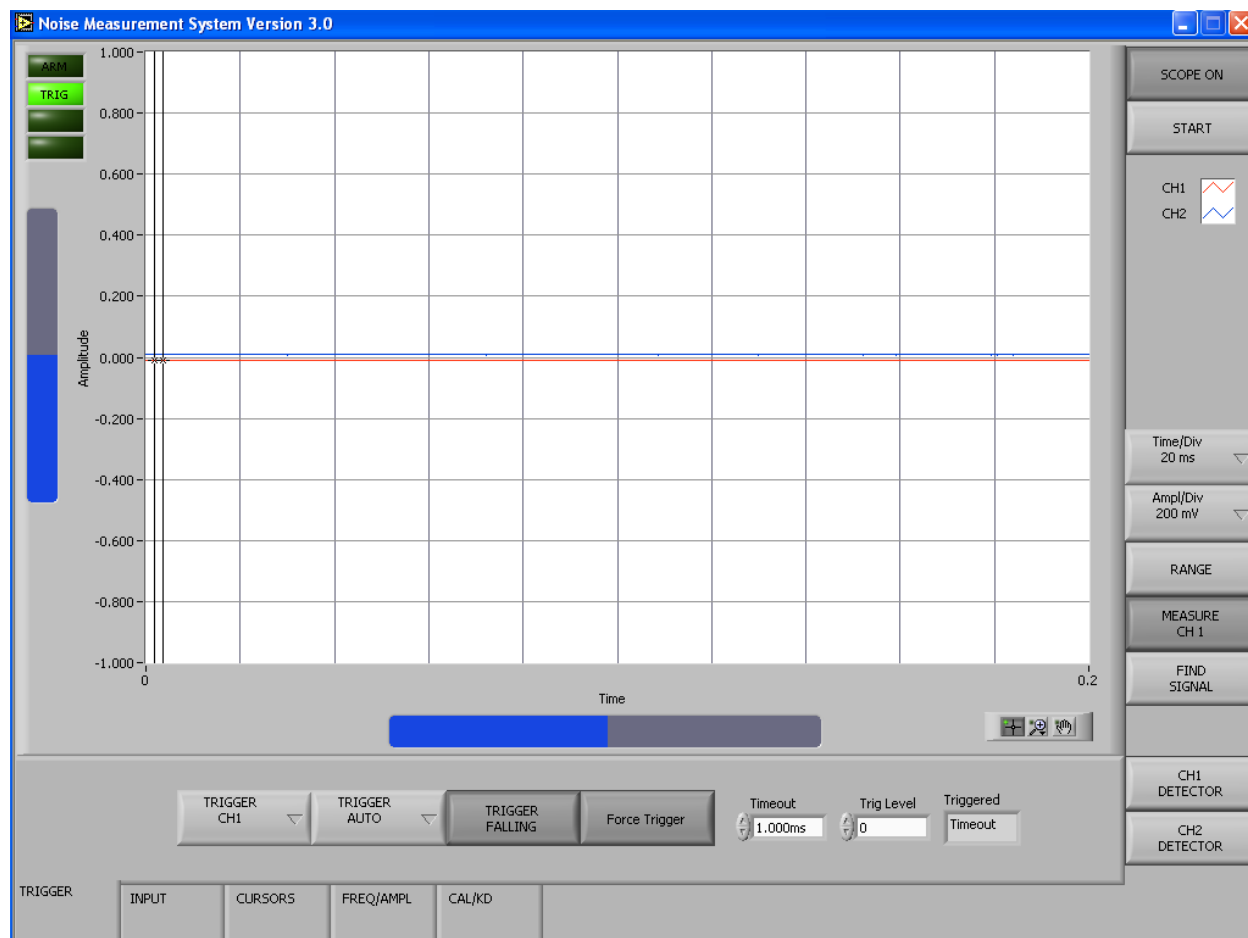 Noise Measurement System Version 3.0
ARM
TRIG
1.000
0.800
0.600
0.400
0.200
0.000
-0.200
-0.400
-0.600
-0.800
-1.000
Amplitude
0
0.2
Time
SCOPE ON
START
CH1
CH2
Time/Div
20 ms
Ampl/Div
200 mV
RANGE
MEASURE
CH 1
FIND
SIGNAL
CH1
DETECTOR
CH2
DETECTOR
TRIGGER
CH1
TRIGGER
AUTO
TRIGGER
FALLING
Force Trigger
Timeout
1.000ms
Trig Level
0
Triggered
Timeout
TRIGGER
INPUT
CURSORS
FREQ/AMPL
CAL/KD